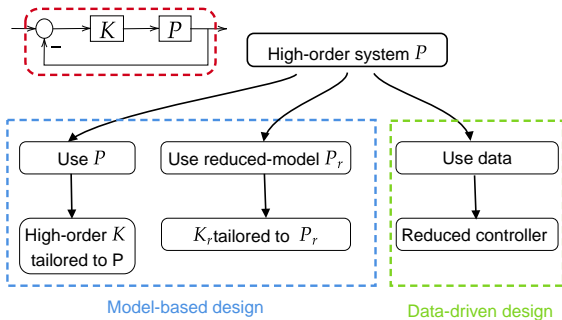 K P
−
High-order system P
Use P
Use reduced-model P_r
Use data
High-order K
tailored to P
K_r tailored to P_r
Reduced controller
Model-based design
Data-driven design